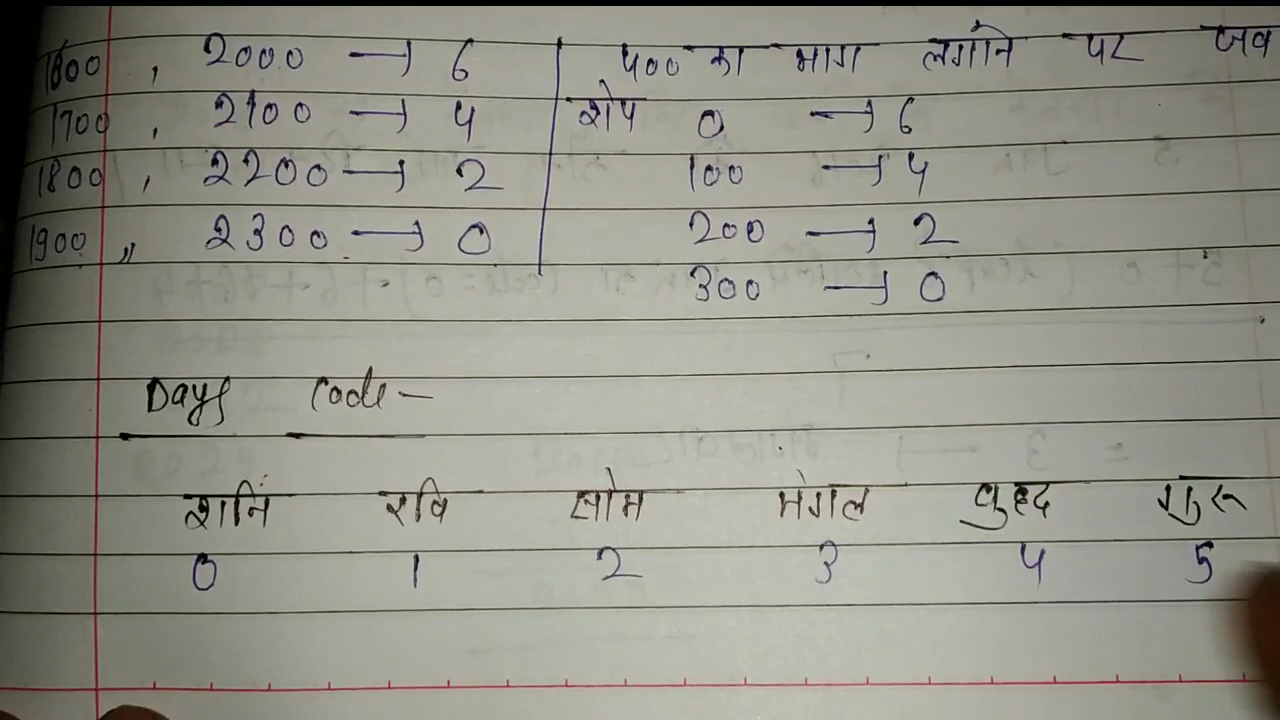 1600 , 2000 → 6 | 400 का भाग लगाने पर जब
1700 , 2100 → 4 | शेष 0 → 6
1800 , 2200 → 2 | 100 → 4
1900 ,, 2300 → 0 | 200 → 2
300 → 0
Days Code -
शनि रवि सोम मंगल बुद्द गुरू
0 1 2 3 4 5